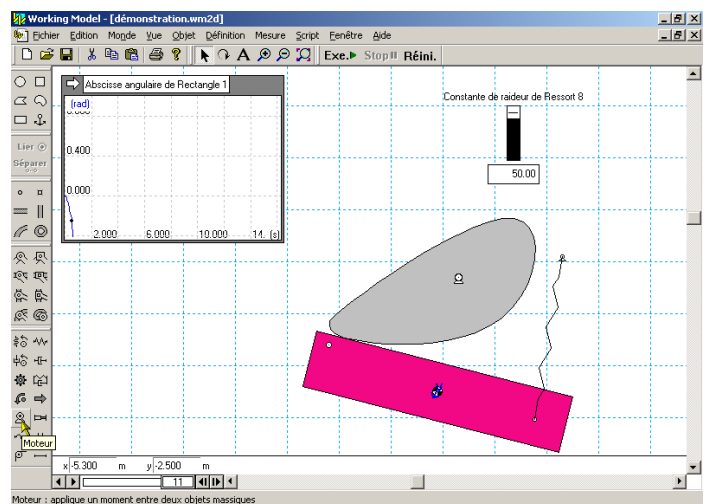 Working Model - [démonstration.wm2d]
Fichier Edition Monde Vue Objet Définition Mesure Script Fenêtre Aide
A Exe. Stop Réini.
Abscisse angulaire de Rectangle 1
(rad)
0.400
0.000
2.000 6.000 10.000 14. (s)
Constante de raideur de Ressort 8
50.00
Lier
Séparer
Moteur
x -5.300 m y -2.500 m
11
Moteur : applique un moment entre deux objets massiques